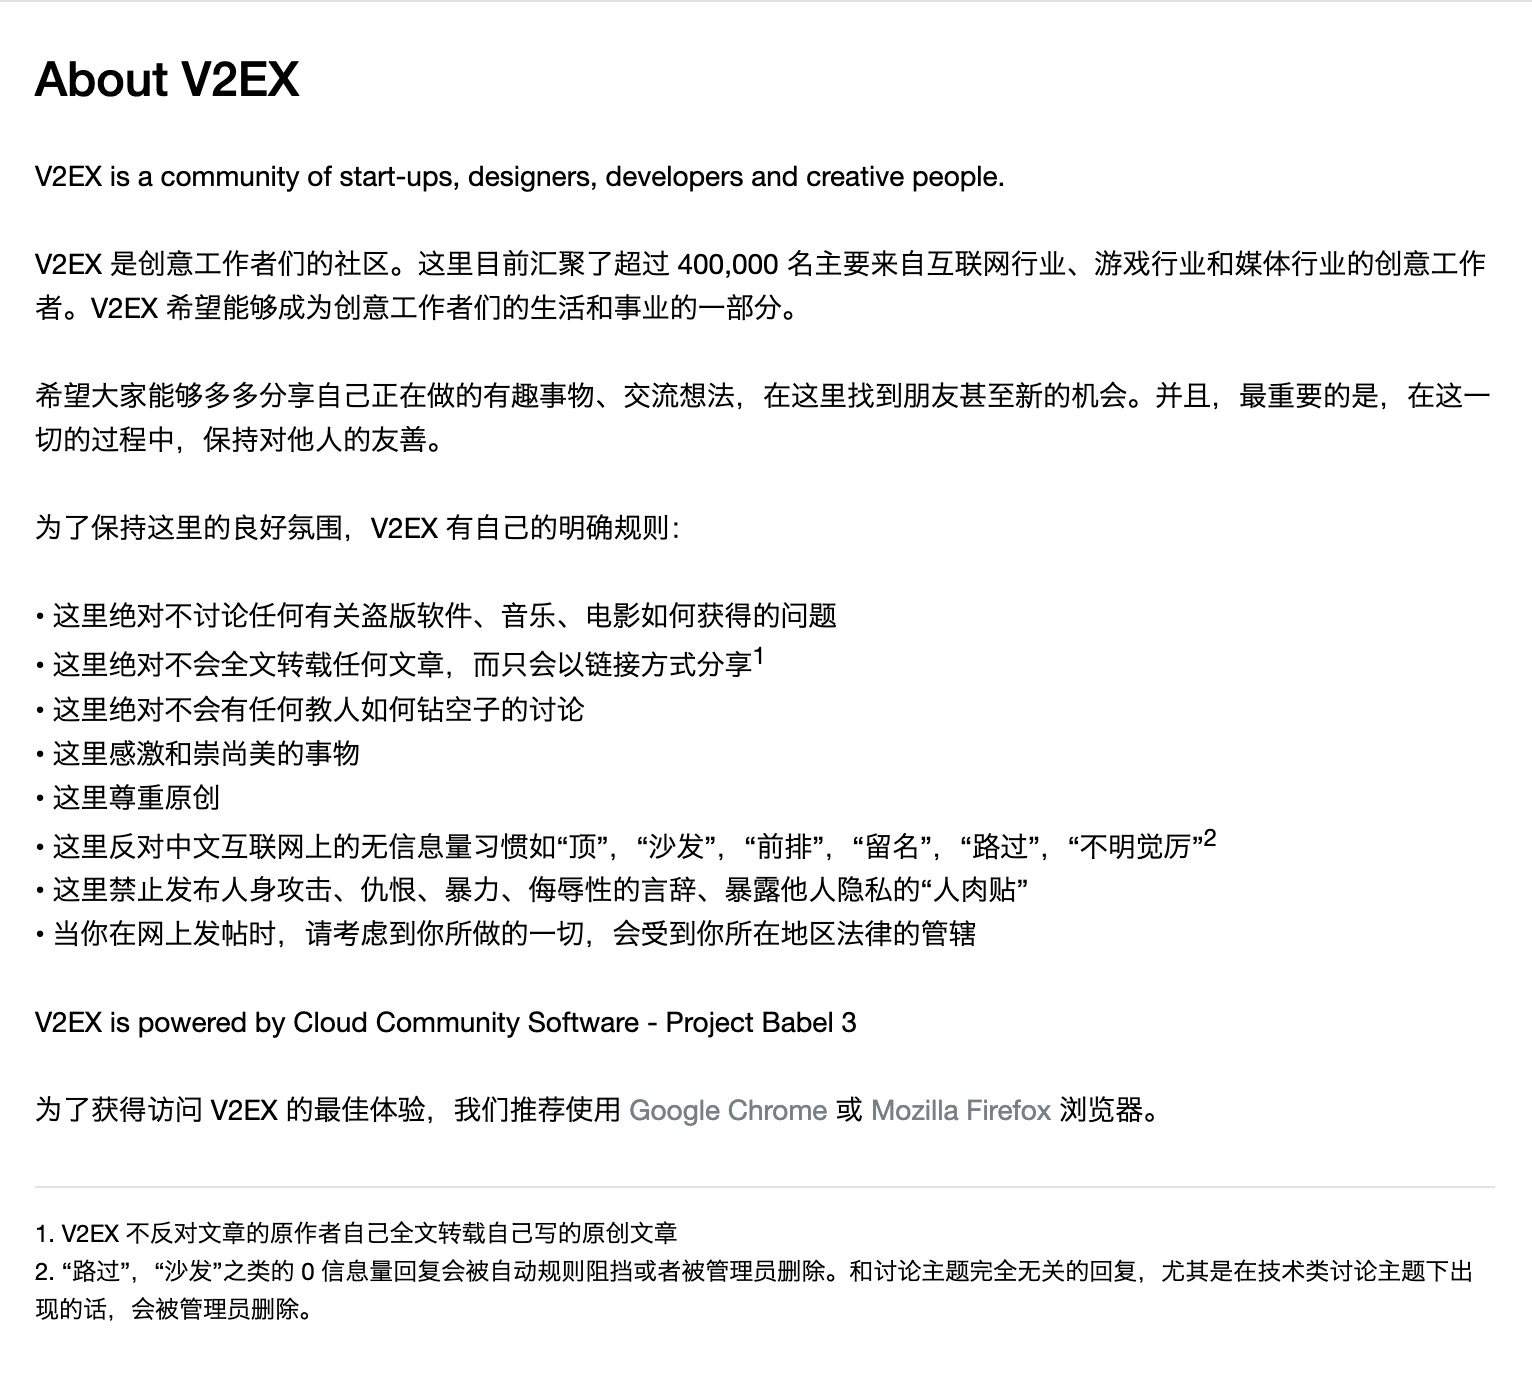 About V2EX
V2EX is a community of start-ups, designers, developers and creative people.
V2EX 是创意工作者们的社区。这里目前汇聚了超过 400,000 名主要来自互联网行业、游戏行业和媒体行业的创意工作
者。V2EX 希望能够成为创意工作者们的生活和事业的一部分。
希望大家能够多多分享自己正在做的有趣事物、交流想法，在这里找到朋友甚至新的机会。并且，最重要的是，在这一
切的过程中，保持对他人的友善。
为了保持这里的良好氛围，V2EX 有自己的明确规则：
• 这里绝对不讨论任何有关盗版软件、音乐、电影如何获得的问题
• 这里绝对不会全文转载任何文章，而只会以链接方式分享1
• 这里绝对不会有任何教人如何钻空子的讨论
• 这里感激和崇尚美的事物
• 这里尊重原创
• 这里反对中文互联网上的无信息量习惯如“顶”，“沙发”，“前排”，“留名”，“路过”，“不明觉厉”2
• 这里禁止发布人身攻击、仇恨、暴力、侮辱性的言辞、暴露他人隐私的“人肉贴”
• 当你在网上发帖时，请考虑到你所做的一切，会受到你所在地区法律的管辖
V2EX is powered by Cloud Community Software - Project Babel 3
为了获得访问 V2EX 的最佳体验，我们推荐使用 Google Chrome 或 Mozilla Firefox 浏览器。
1. V2EX 不反对文章的原作者自己全文转载自己写的原创文章
2. “路过”，“沙发”之类的 0 信息量回复会被自动规则阻挡或者被管理员删除。和讨论主题完全无关的回复，尤其是在技术类讨论主题下出
现的话，会被管理员删除。